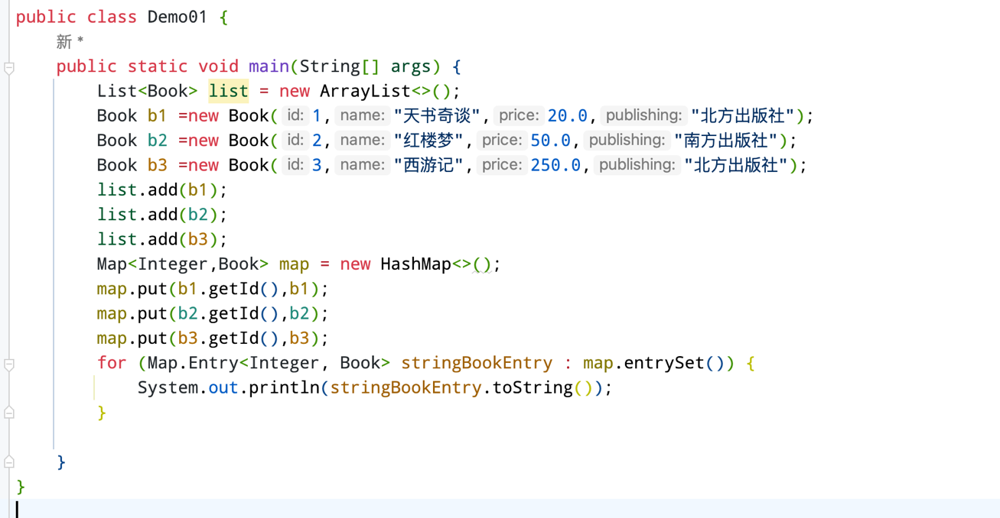 public class Demo01 {
新 *
public static void main(String[] args) {
List<Book> list = new ArrayList<>();
Book b1 =new Book( id: 1, name: "天书奇谈", price: 20.0, publishing: "北方出版社");
Book b2 =new Book( id: 2, name: "红楼梦", price: 50.0, publishing: "南方出版社");
Book b3 =new Book( id: 3, name: "西游记", price: 250.0, publishing: "北方出版社");
list.add(b1);
list.add(b2);
list.add(b3);
Map<Integer,Book> map = new HashMap<>();
map.put(b1.getId(),b1);
map.put(b2.getId(),b2);
map.put(b3.getId(),b3);
for (Map.Entry<Integer, Book> stringBookEntry : map.entrySet()) {
System.out.println(stringBookEntry.toString());
}
}
}